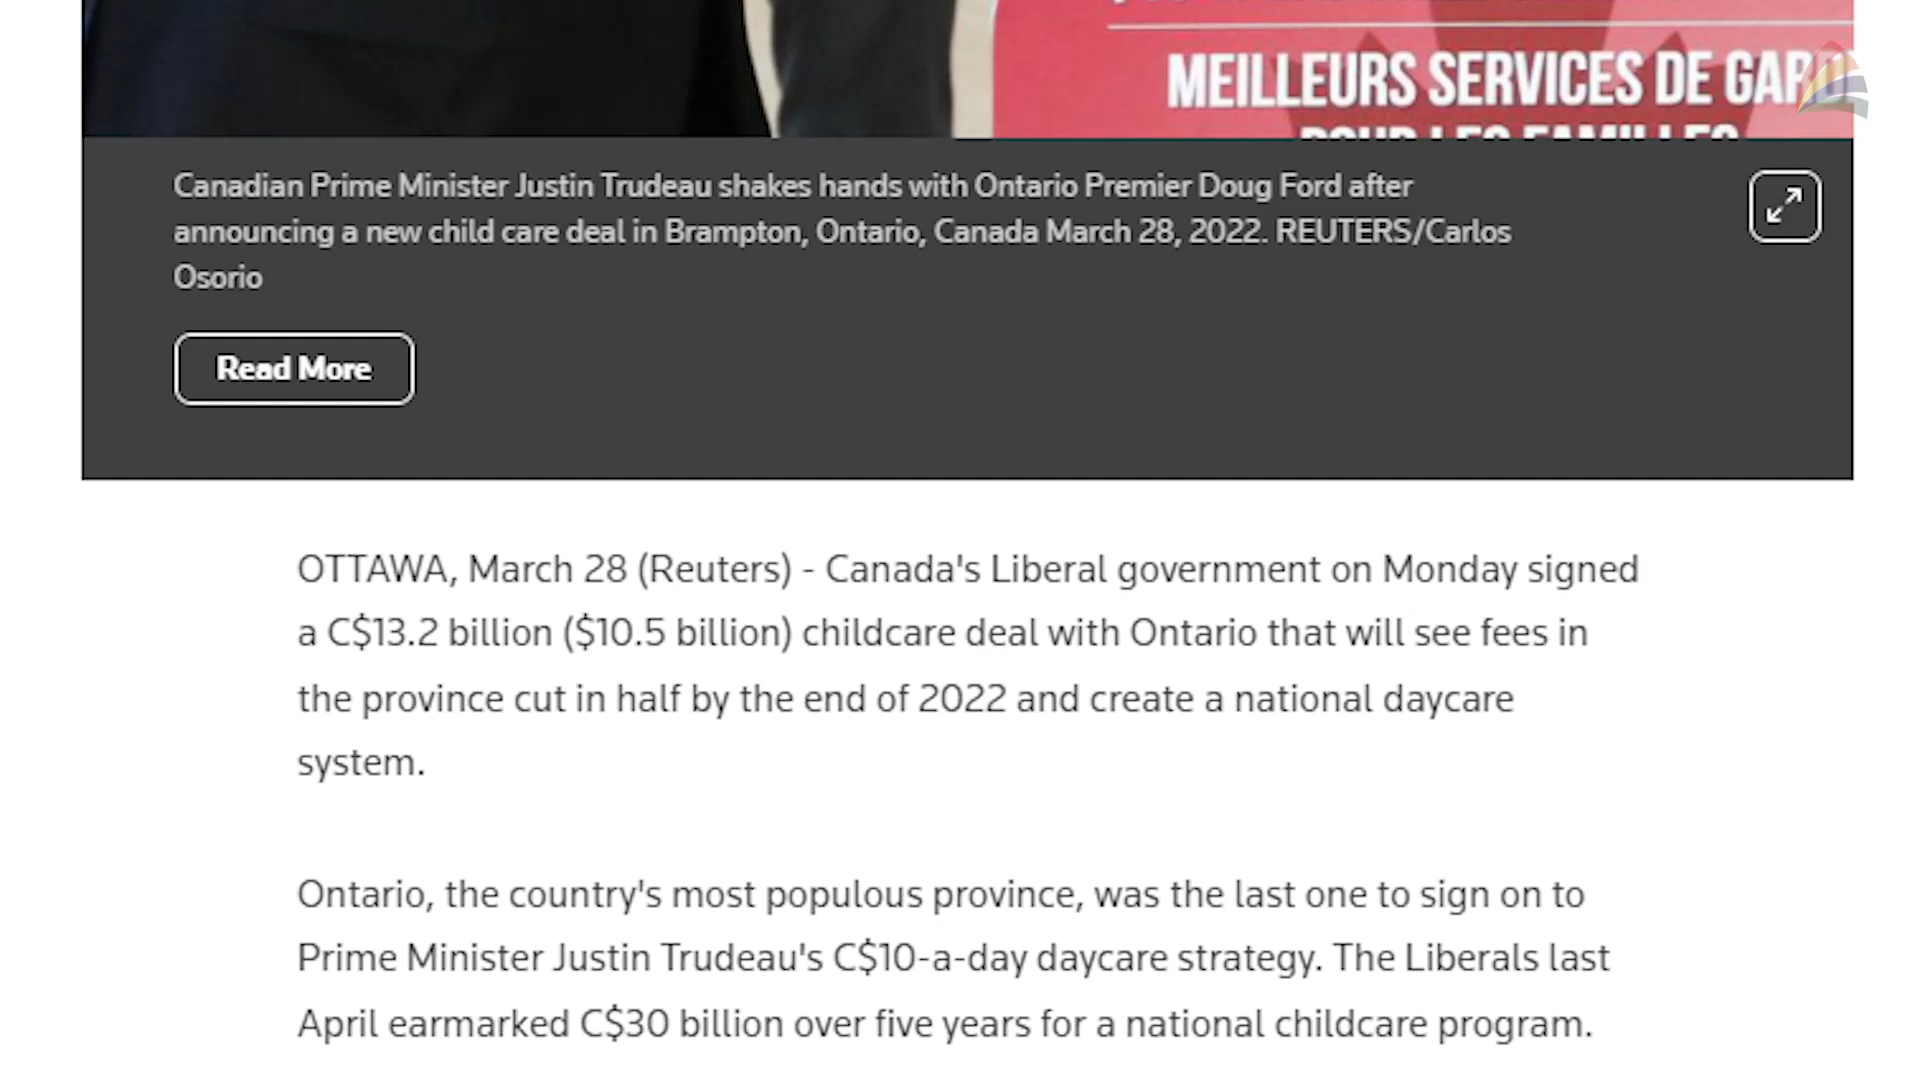 MEILLEURS SERVICES DE
POUR LES FAMILLES
Canadian Prime Minister Justin Trudeau shakes hands with Ontario Premier Doug Ford after
announcing a new child care deal in Brampton, Ontario, Canada March 28, 2022. REUTERS/Carlos
Osorio
Read More
OTTAWA, March 28 (Reuters) - Canada's Liberal government on Monday signed
a C$13.2 billion ($10.5 billion) childcare deal with Ontario that will see fees in
the province cut in half by the end of 2022 and create a national daycare
system.
Ontario, the country's most populous province, was the last one to sign on to
Prime Minister Justin Trudeau's C$10-a-day daycare strategy. The Liberals last
April earmarked C$30 billion over five years for a national childcare program.